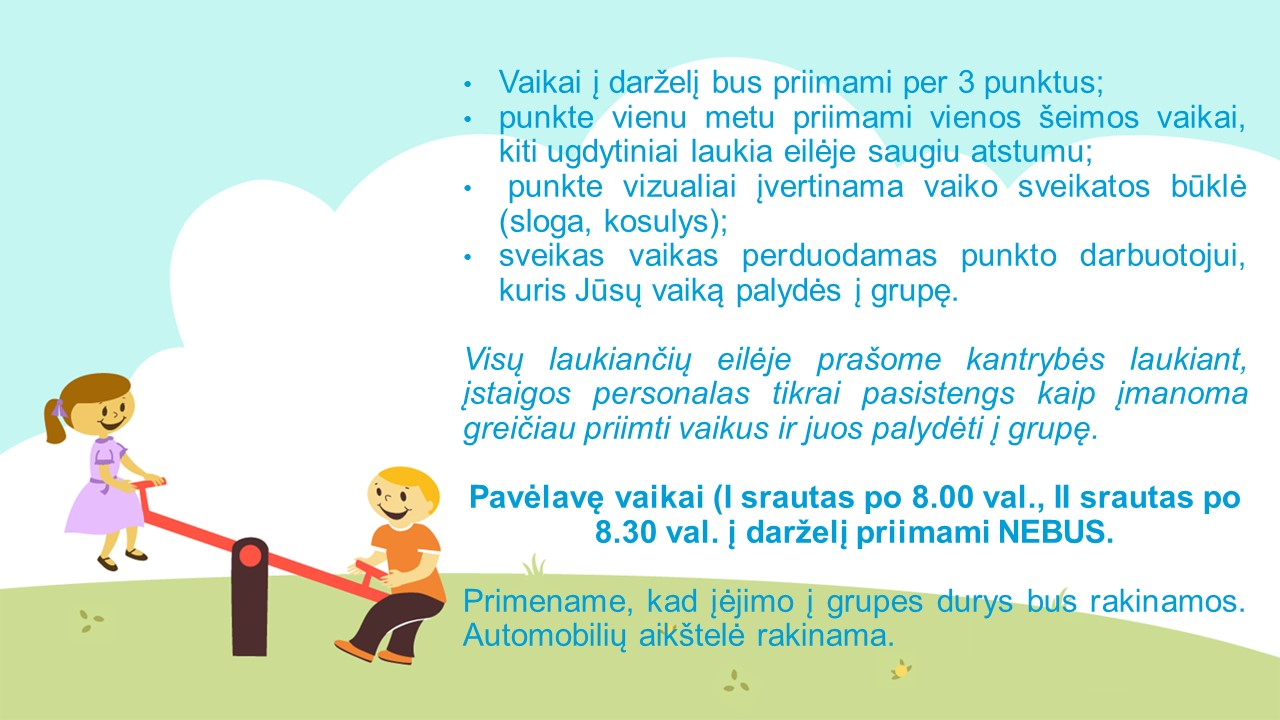 • Vaikai į darželį bus priimami per 3 punktus;
• punkte vienu metu priimami vienos šeimos vaikai,
kiti ugdytiniai laukia eilėje saugiu atstumu;
• punkte vizualiai įvertinama vaiko sveikatos būklė
(sloga, kosulys);
• sveikas vaikas perduodamas punkto darbuotojui,
kuris Jūsų vaiką palydės į grupę.
Visų laukiančių eilėje prašome kantrybės laukiant,
įstaigos personalas tikrai pasistengs kaip įmanoma
greičiau priimti vaikus ir juos palydėti į grupę.
Pavėlavę vaikai (I srautas po 8.00 val., II srautas po
8.30 val. į darželį priimami NEBUS.
Primename, kad įėjimo į grupes durys bus rakinamos.
Automobilių aikštelė rakinama.